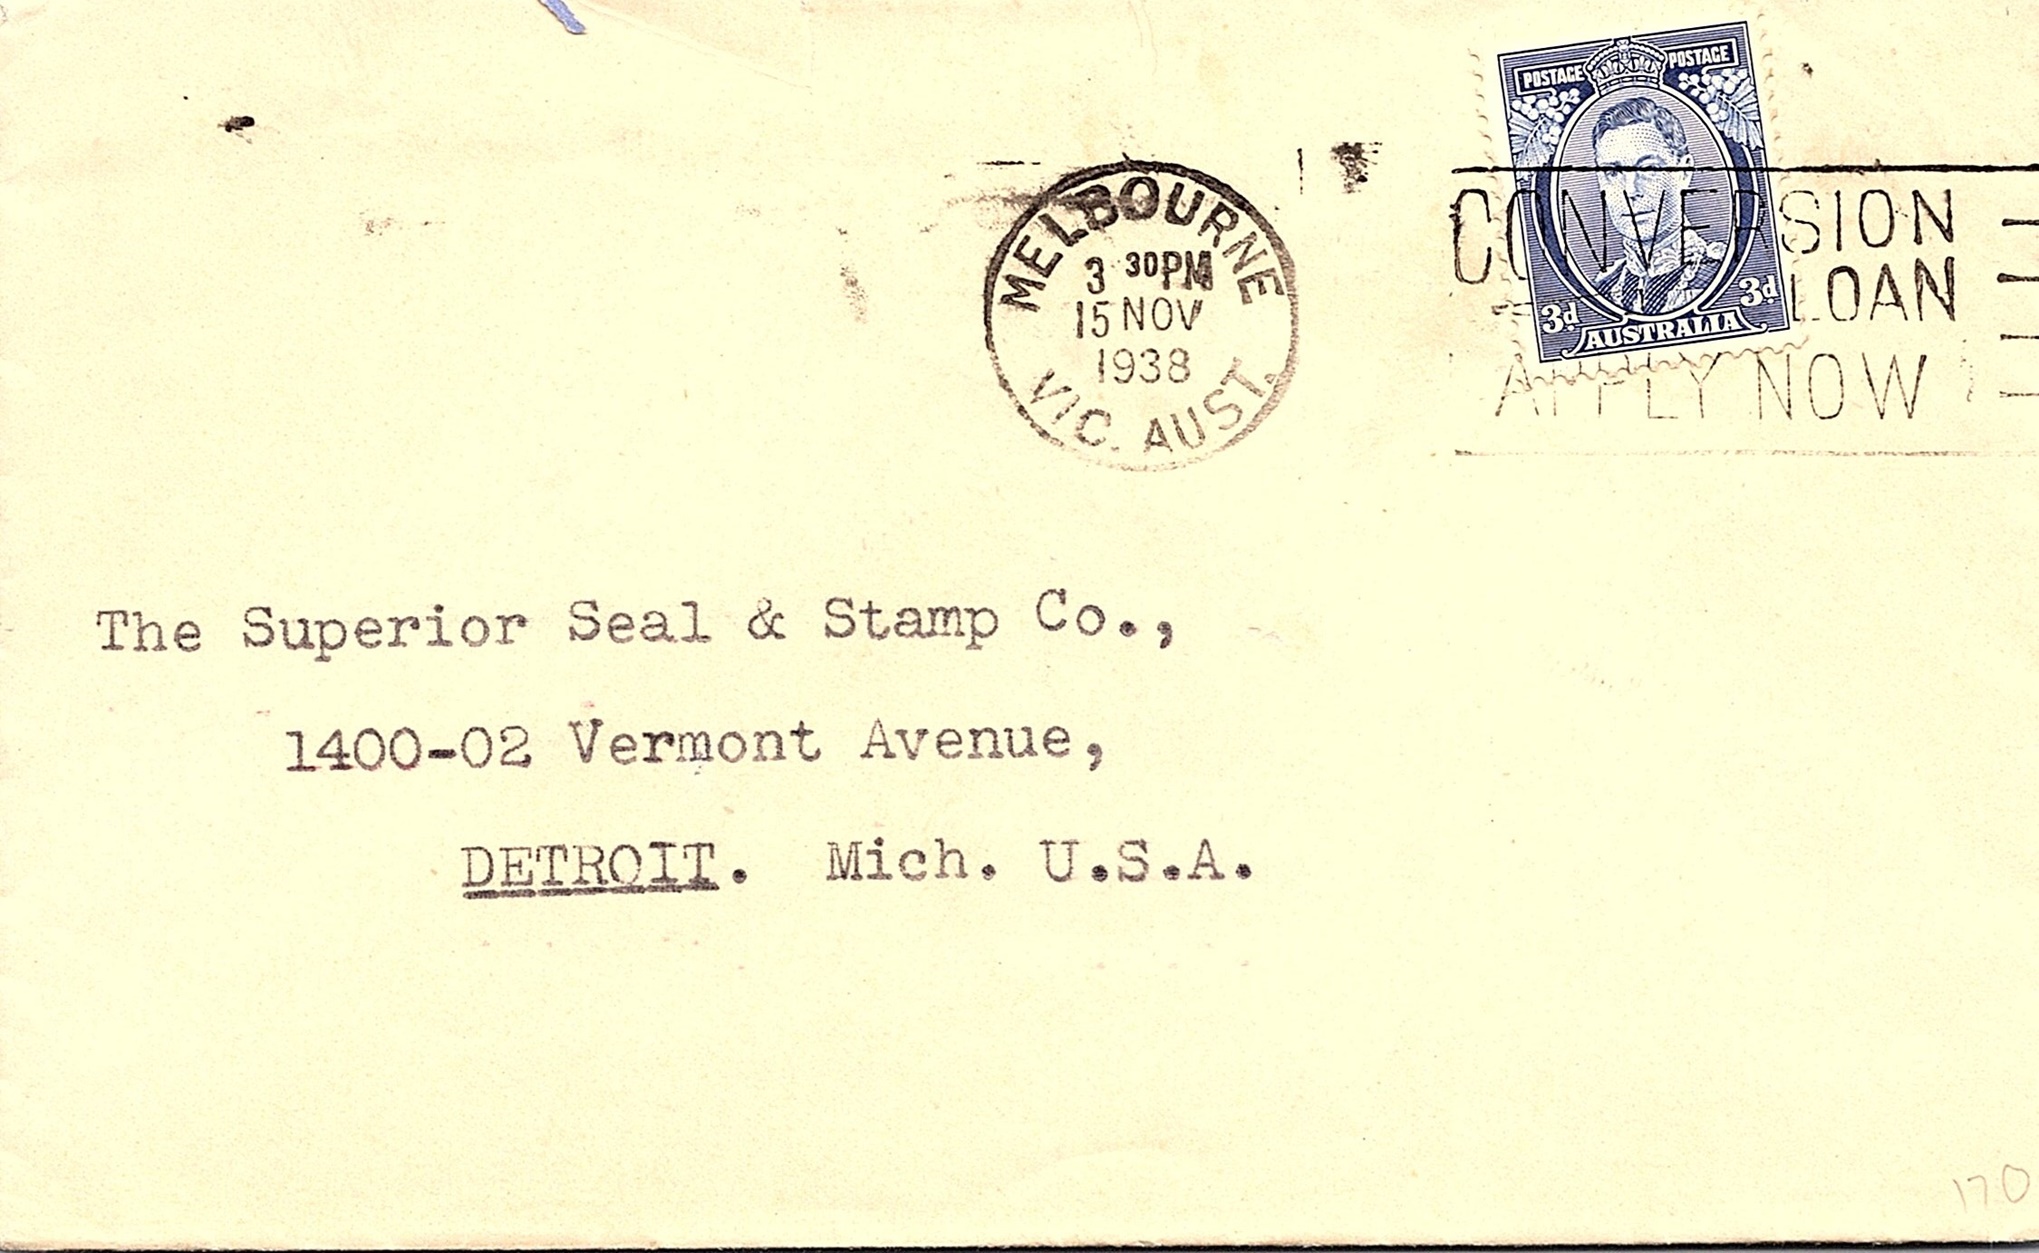 POSTAGE POSTAGE
3d 3d
AUSTRALIA
MELBOURNE
3 30PM
15 NOV
1938
VIC. AUST.
CONVERSION
LOAN
APPLY NOW
The Superior Seal & Stamp Co.,
1400-02 Vermont Avenue,
DETROIT. Mich. U.S.A.
170